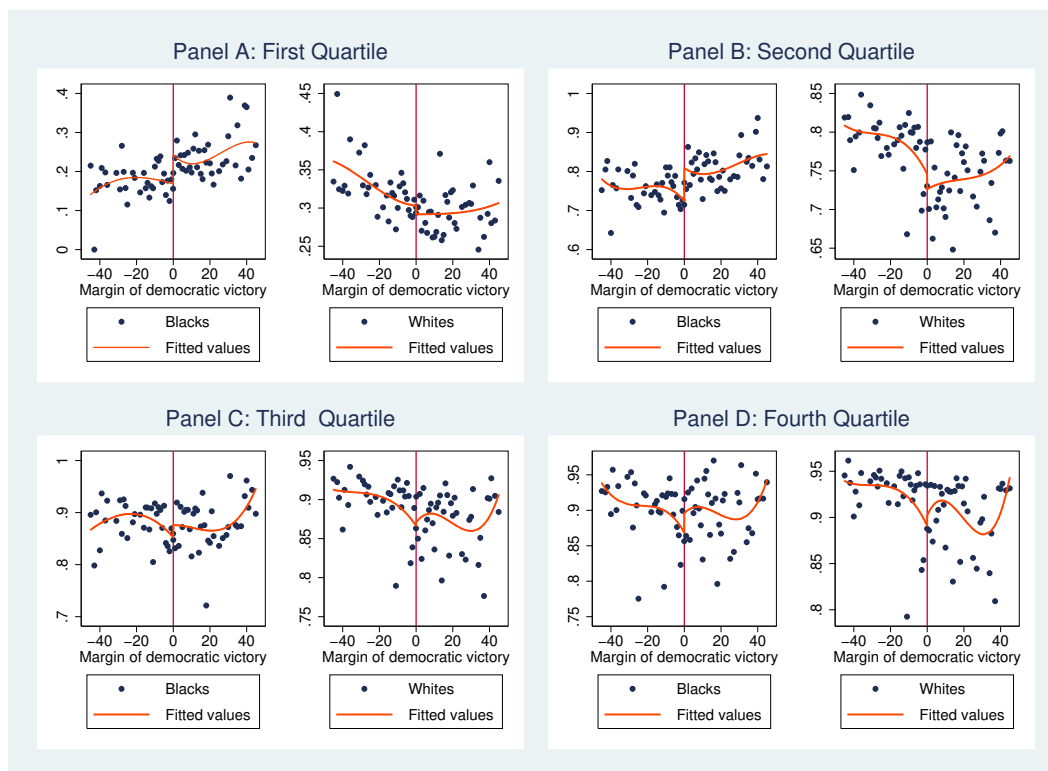 Panel A: First Quartile
.4
.3
.2
.1
0
−40 −20 0 20 40
Margin of democratic victory
Blacks
Fitted values
.45
.4
.35
.3
.25
−40 −20 0 20 40
Margin of democratic victory
Whites
Fitted values
Panel B: Second Quartile
1
.9
.8
.7
.6
−40 −20 0 20 40
Margin of democratic victory
Blacks
Fitted values
.85
.8
.75
.7
.65
−40 −20 0 20 40
Margin of democratic victory
Whites
Fitted values
Panel C: Third Quartile
1
.9
.8
.7
−40 −20 0 20 40
Margin of democratic victory
Blacks
Fitted values
.95
.9
.85
.8
.75
−40 −20 0 20 40
Margin of democratic victory
Whites
Fitted values
Panel D: Fourth Quartile
.95
.9
.85
.8
.75
−40 −20 0 20 40
Margin of democratic victory
Blacks
Fitted values
.95
.9
.85
.8
−40 −20 0 20 40
Margin of democratic victory
Whites
Fitted values